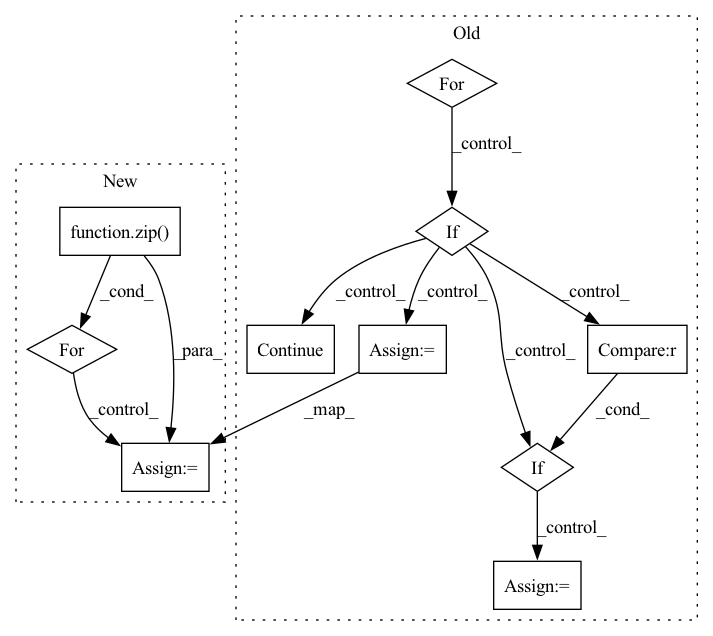 Old
For
_control_
New
function.zip()
If
_cond_
_control_
_control_
_control_
For
_para_
Continue
Assign:=
_control_
Compare:r
_control_
_map_
_cond_
Assign:=
If
_control_
Assign:=